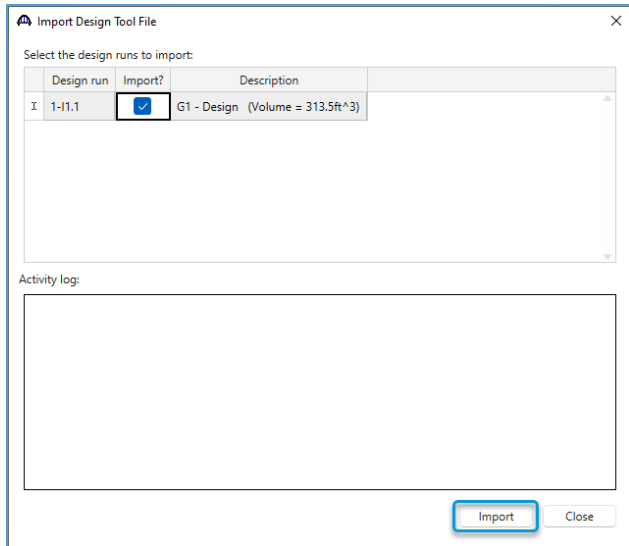 Import Design Tool File
Select the design runs to import:
Design run Import? Description
1-I1.1 G1 - Design (Volume = 313.5ft^3)
Activity log:
Import Close